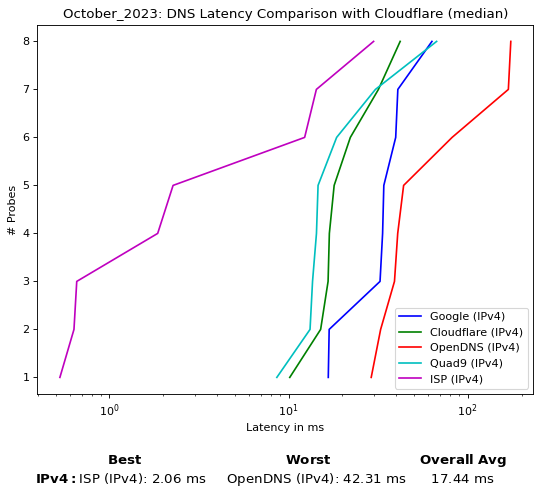 October_2023: DNS Latency Comparison with Cloudflare (median)
8
7
6
5
4
3
2
1
# Probes
Google (IPv4)
Cloudflare (IPv4)
OpenDNS (IPv4)
Quad9 (IPv4)
ISP (IPv4)
10⁰ 10¹ 10²
Latency in ms
Best Worst Overall Avg
IPv4: ISP (IPv4): 2.06 ms OpenDNS (IPv4): 42.31 ms 17.44 ms